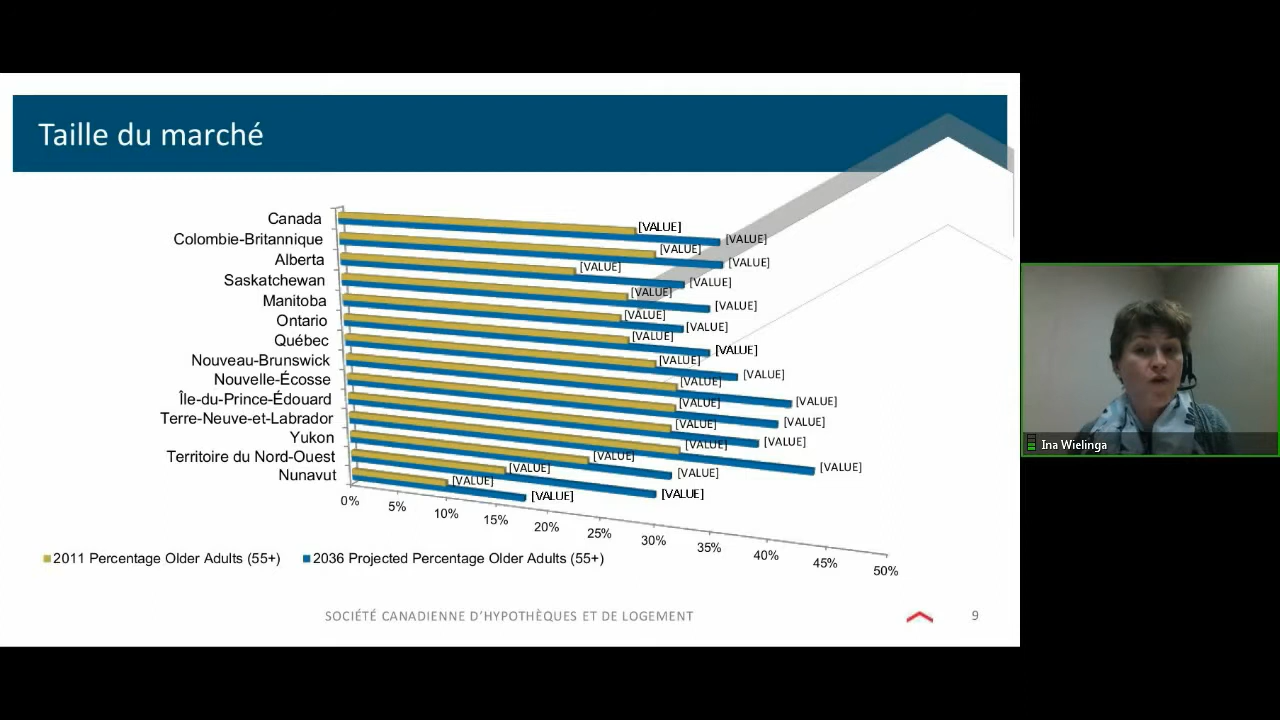 Taille du marché
Canada
[VALUE]
Colombie-Britannique
[VALUE]
[VALUE]
Alberta
[VALUE]
[VALUE]
Saskatchewan
[VALUE]
[VALUE]
Manitoba
[VALUE]
[VALUE]
Ontario
[VALUE]
[VALUE]
Québec
[VALUE]
[VALUE]
Nouveau-Brunswick
[VALUE]
[VALUE]
Nouvelle-Écosse
[VALUE]
[VALUE]
Île-du-Prince-Édouard
[VALUE]
[VALUE]
Terre-Neuve-et-Labrador
[VALUE]
[VALUE]
Yukon
[VALUE]
[VALUE]
Territoire du Nord-Ouest
[VALUE]
[VALUE]
Nunavut
[VALUE]
[VALUE]
[VALUE]
0% 5% 10% 15% 20% 25% 30% 35% 40% 45% 50%
2011 Percentage Older Adults (55+) 2036 Projected Percentage Older Adults (55+)
SOCIÉTÉ CANADIENNE D'HYPOTHÈQUES ET DE LOGEMENT
9
Ina Wielinga